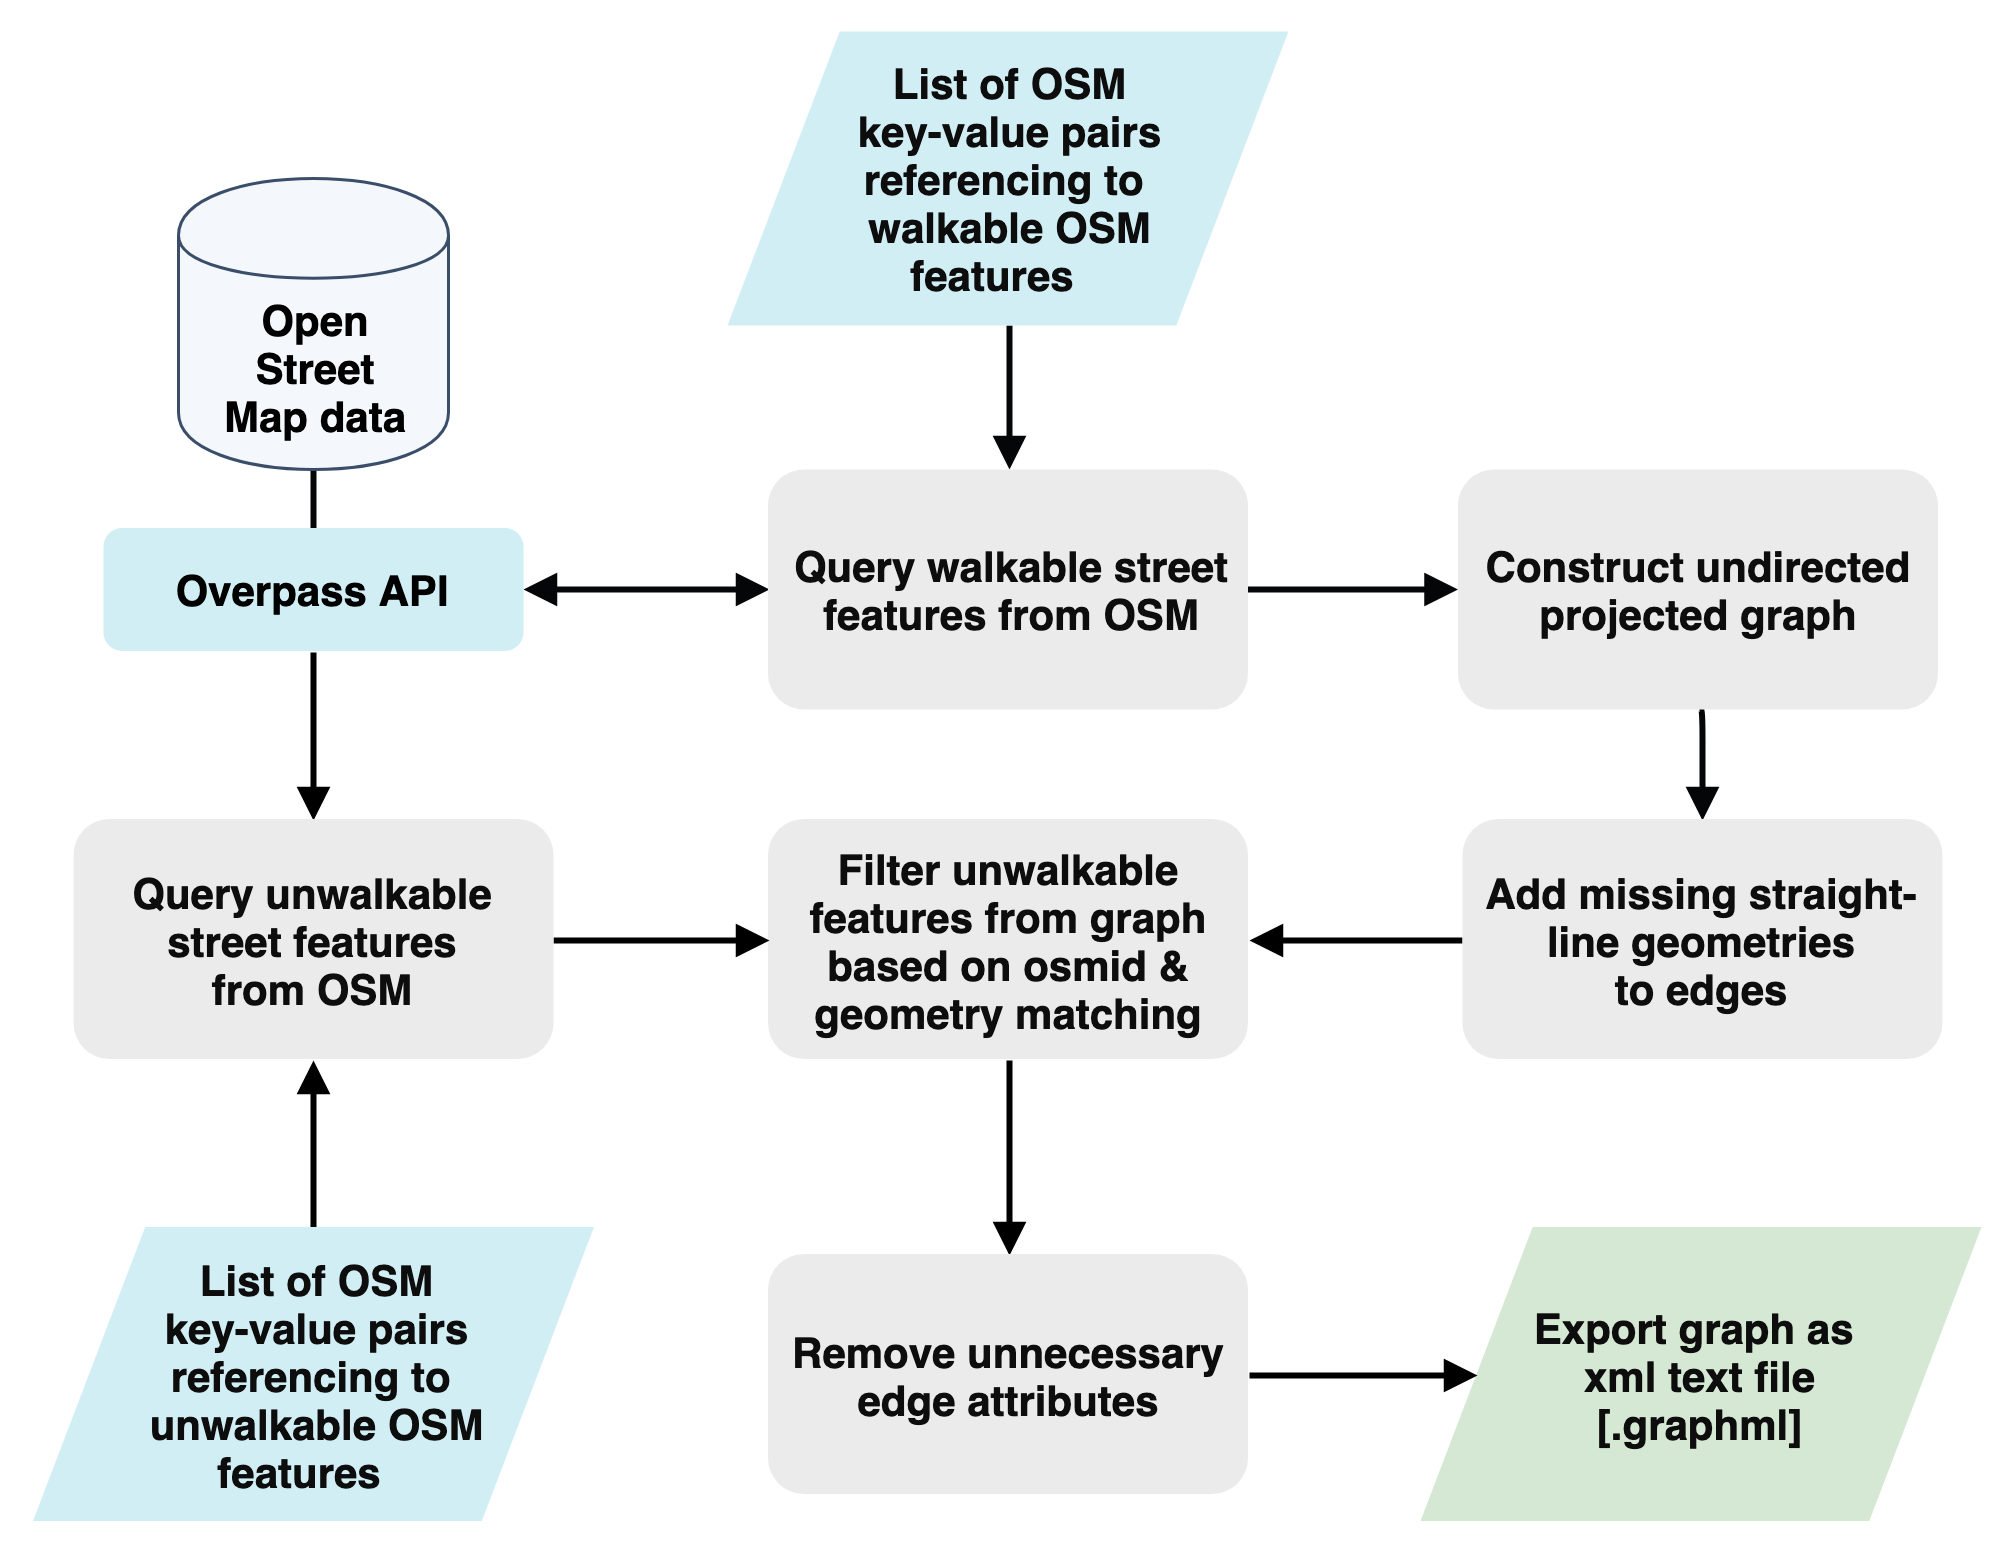 List of OSM
key-value pairs
referencing to
walkable OSM
features
Open
Street
Map data
Overpass API
Query walkable street
features from OSM
Construct undirected
projected graph
Query unwalkable
street features
from OSM
Filter unwalkable
features from graph
based on osmid &
geometry matching
Add missing straight-
line geometries
to edges
List of OSM
key-value pairs
referencing to
unwalkable OSM
features
Remove unnecessary
edge attributes
Export graph as
xml text file
[.graphml]